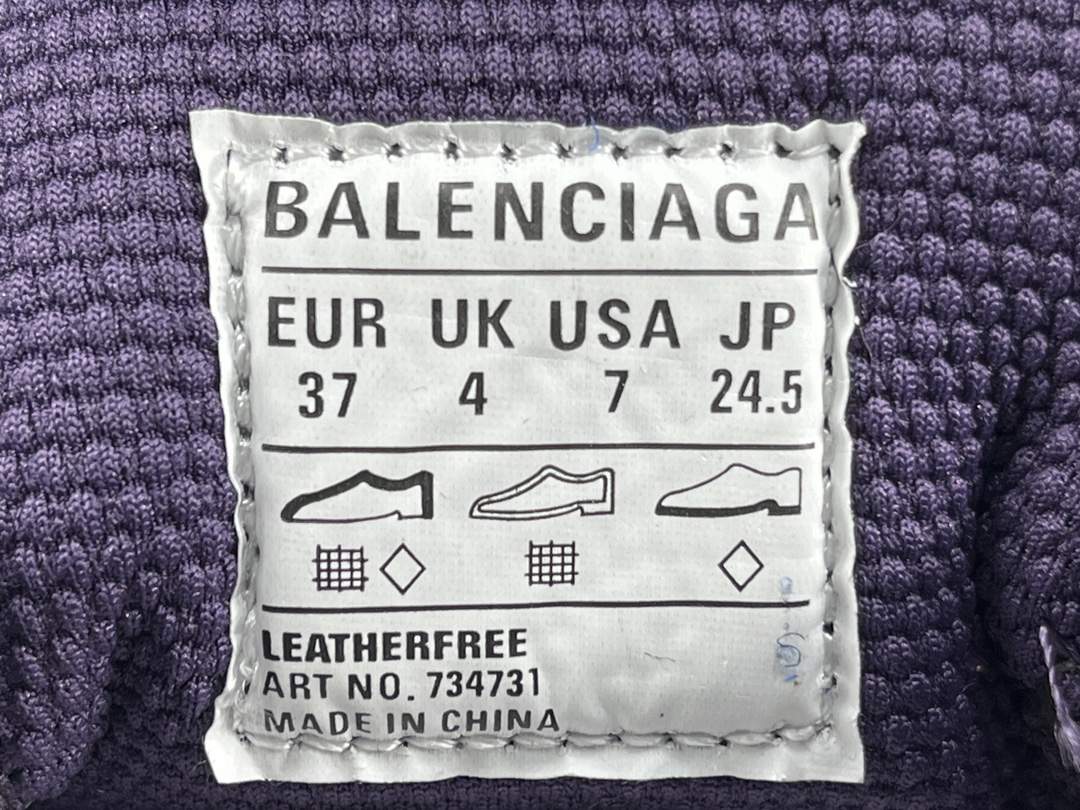 BALENCIAGA
EUR UK USA JP
37 4 7 24.5
LEATHERFREE
ART NO. 734731
MADE IN CHINA